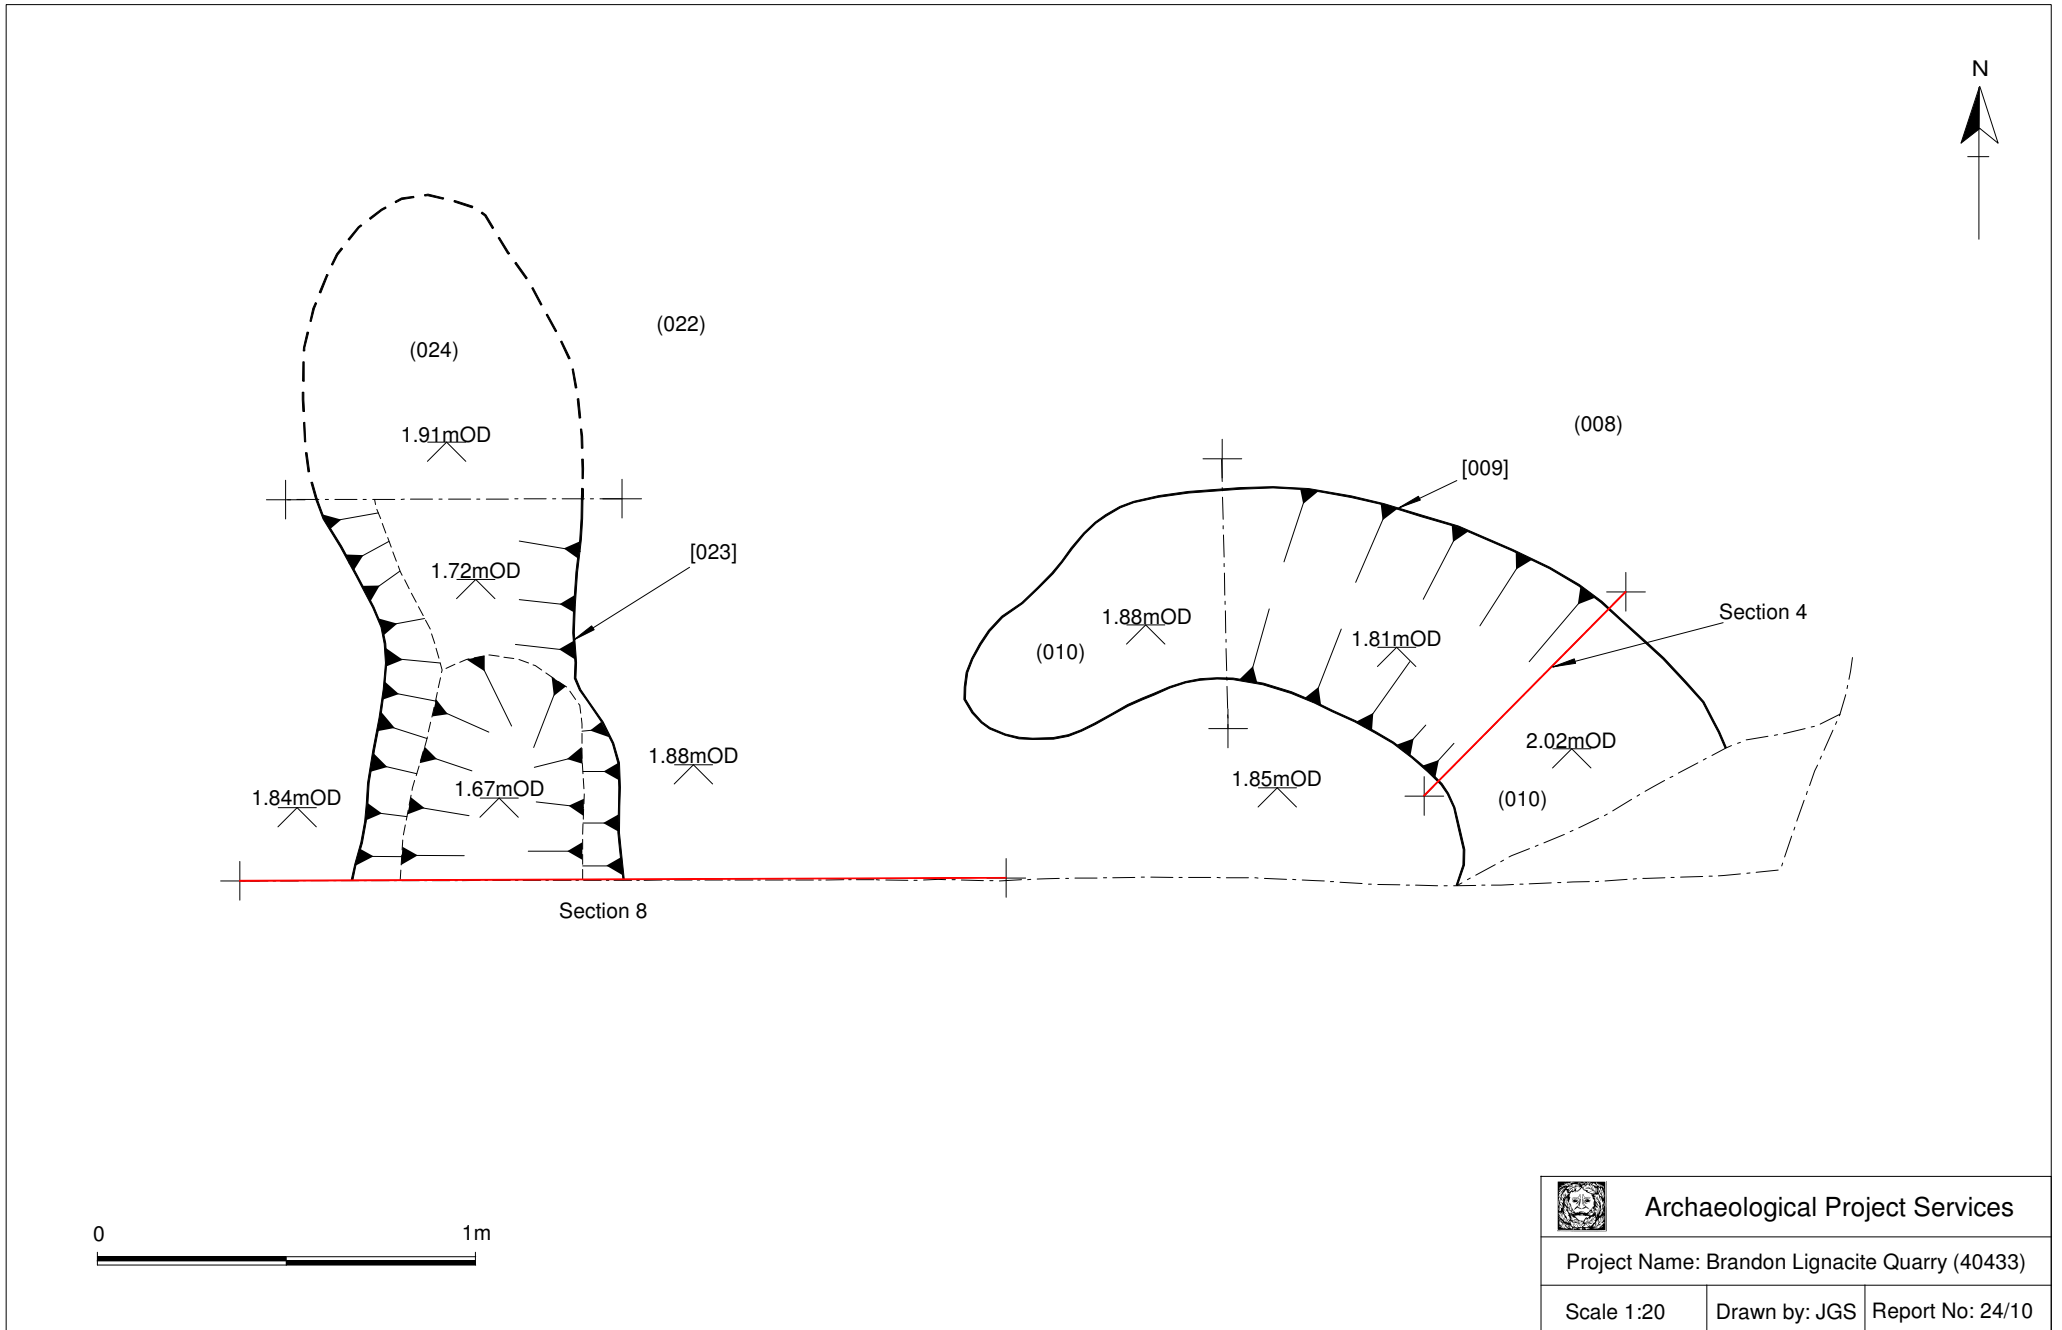 N
(022)
(024)
(008)
1.91mOD
[009]
[023]
1.72mOD
Section 4
1.88mOD
1.81mOD
(010)
2.02mOD
1.88mOD
1.85mOD
1.67mOD
1.84mOD
(010)
Section 8
0 1m
Archaeological Project Services
Project Name: Brandon Lignacite Quarry (40433)
Scale 1:20 Drawn by: JGS Report No: 24/10